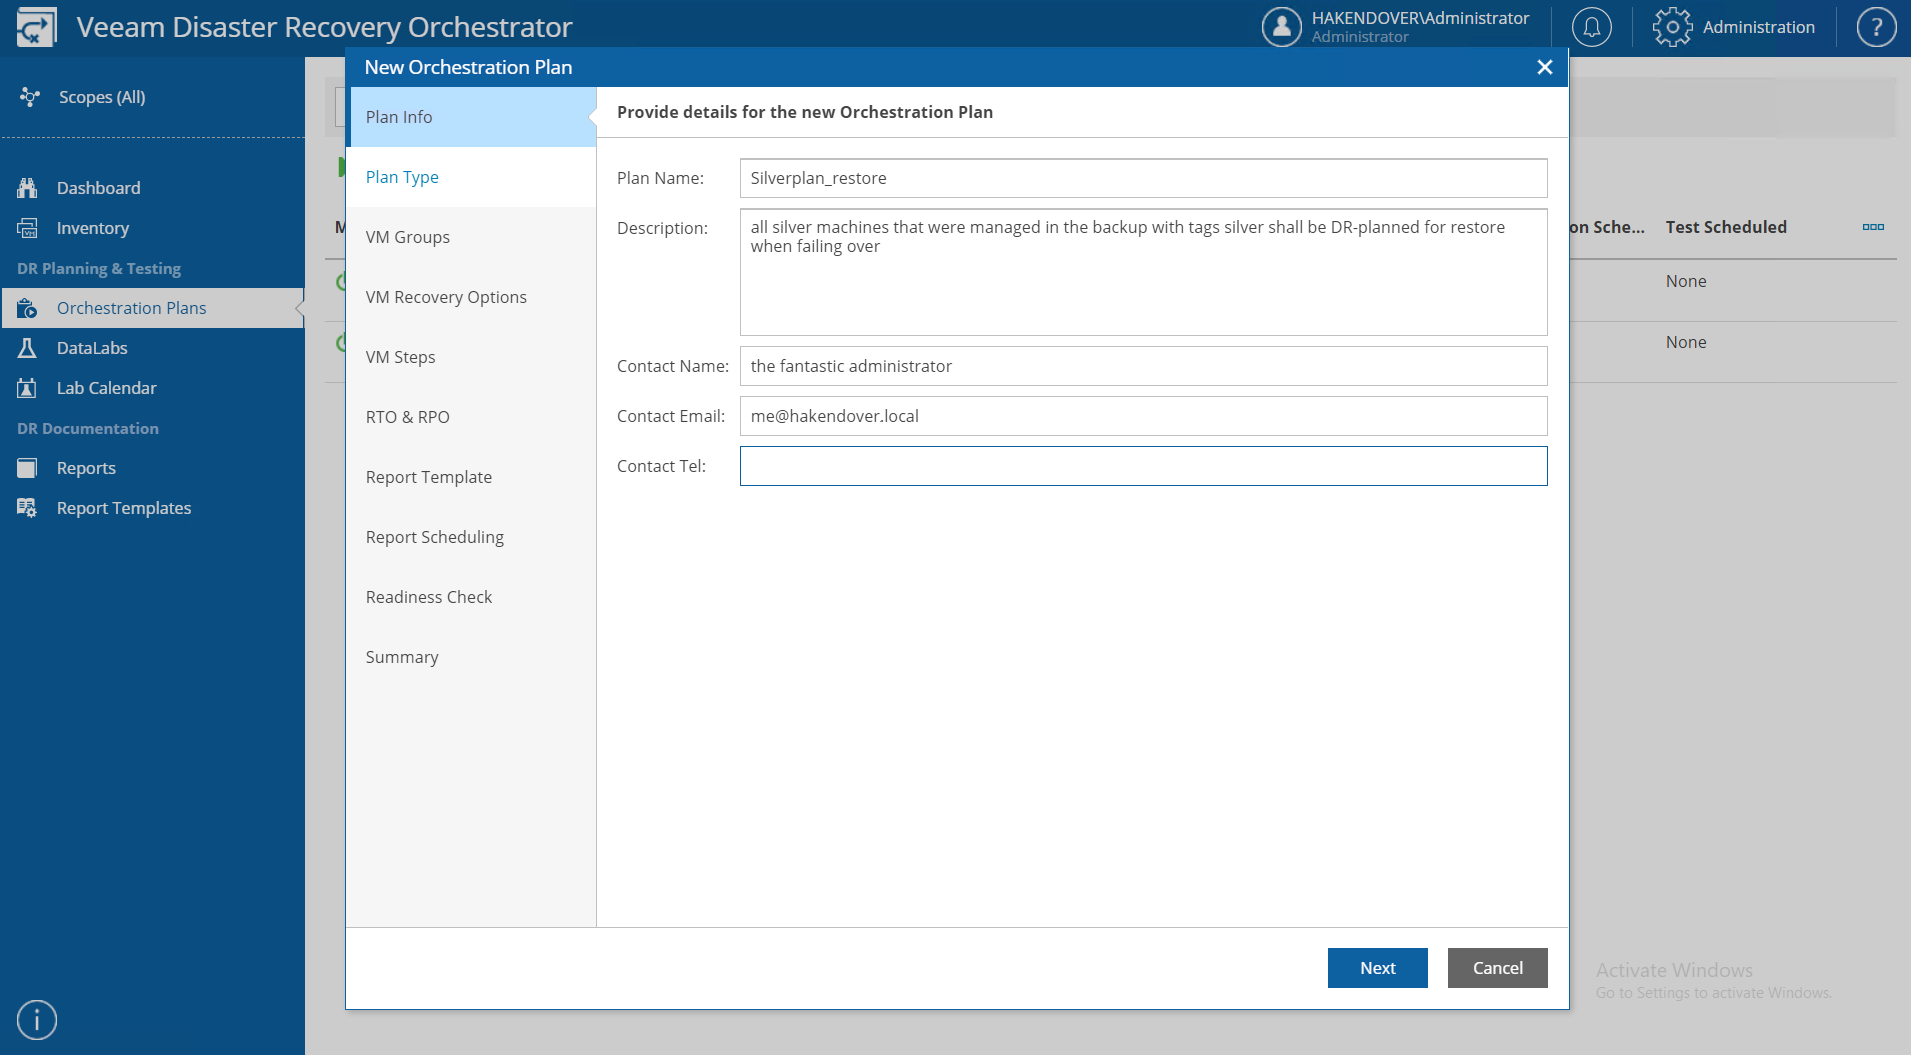 Veeam Disaster Recovery Orchestrator
HAKENDOVER\Administrator
Administrator
Administration
?
Scopes (All)
Dashboard
Inventory
DR Planning & Testing
Orchestration Plans
DataLabs
Lab Calendar
DR Documentation
Reports
Report Templates
i
New Orchestration Plan
Plan Info
Plan Type
VM Groups
VM Recovery Options
VM Steps
RTO & RPO
Report Template
Report Scheduling
Readiness Check
Summary
Provide details for the new Orchestration Plan
Plan Name: Silverplan_restore
Description: all silver machines that were managed in the backup with tags silver shall be DR-planned for restore
when failing over
Contact Name: the fantastic administrator
Contact Email: me@hakendover.local
Contact Tel:
Next Cancel
on Sche... Test Scheduled
None
None
Activate Windows
Go to Settings to activate Windows.